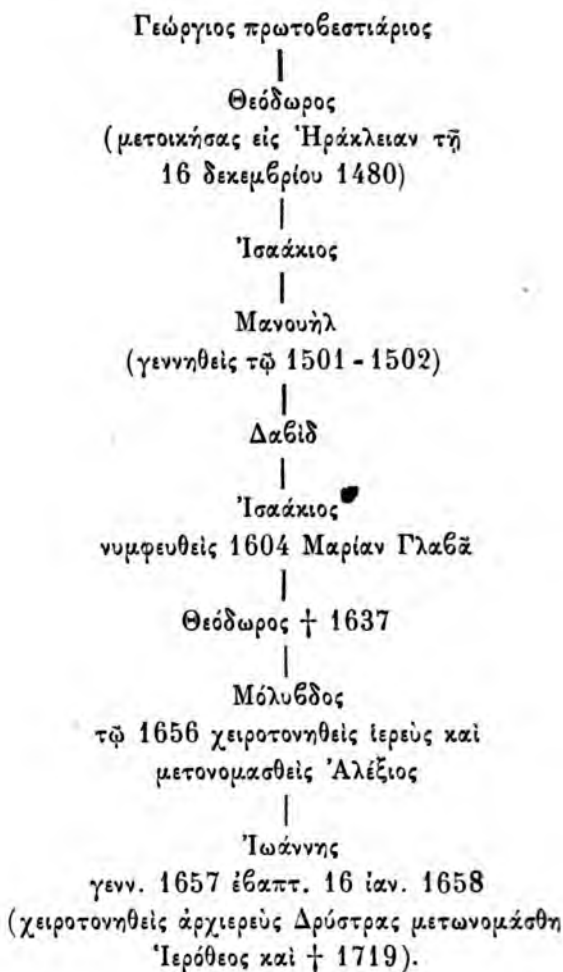 Γεώργιος πρωτοβεστιάριος
Θεόδωρος
(μετοικήσας εἰς Ἡράκλειαν τῇ
16 δεκεμβρίου 1480)
Ἰσαάκιος
Μανουὴλ
(γεννηθεὶς τῷ 1501 - 1502)
Δαβὶδ
Ἰσαάκιος
νυμφευθεὶς 1604 Μαρίαν Γλαβᾶ
Θεόδωρος † 1637
Μόλυβδος
τῷ 1656 χειροτονηθεὶς ἱερεὺς καὶ
μετονομασθεὶς Ἀλέξιος
Ἰωάννης
γενν. 1657 ἐβαπτ. 16 ἰαν. 1658
(χειροτονηθεὶς ἀρχιερεὺς Δρύστρας μετωνομάσθη
Ἱερόθεος καὶ † 1719).